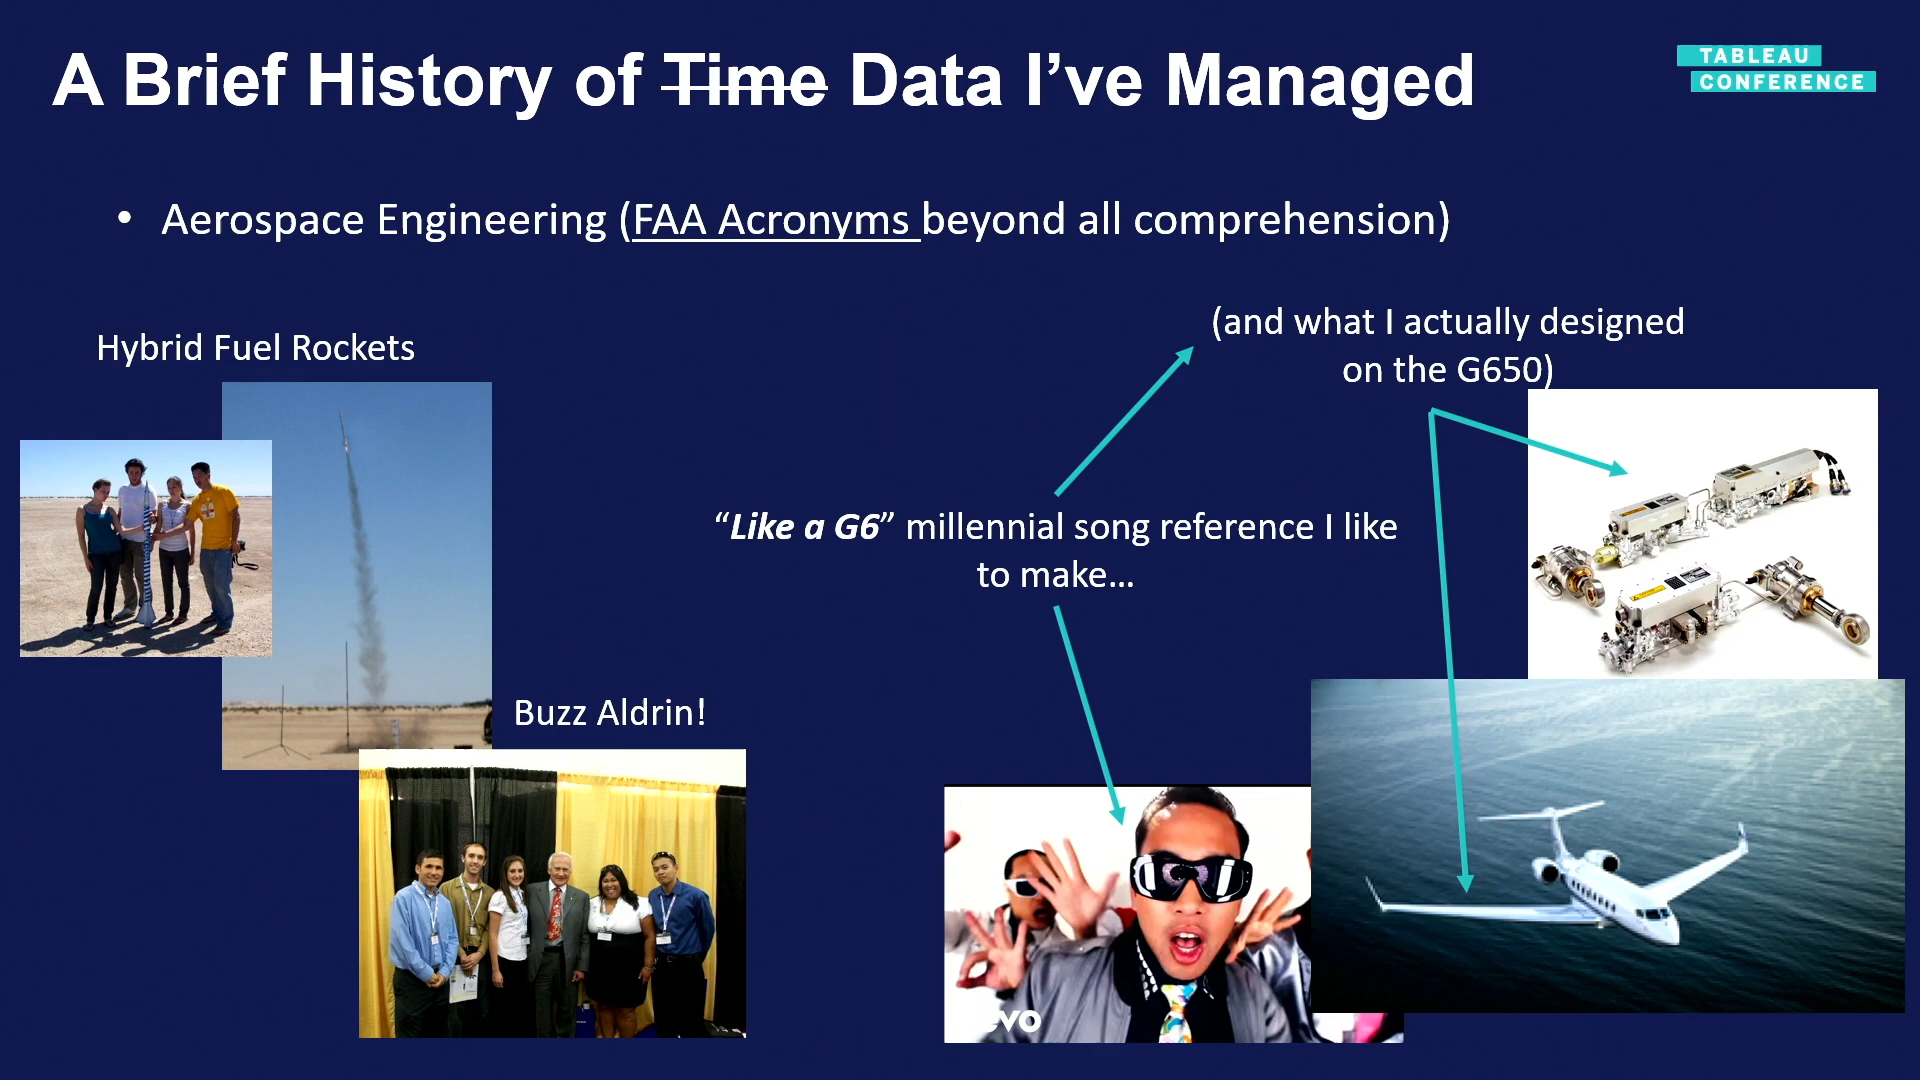 A Brief History of Time Data I’ve Managed
TABLEAU
CONFERENCE
• Aerospace Engineering (FAA Acronyms beyond all comprehension)
(and what I actually designed
on the G650)
Hybrid Fuel Rockets
“Like a G6” millennial song reference I like
to make…
Buzz Aldrin!
evo